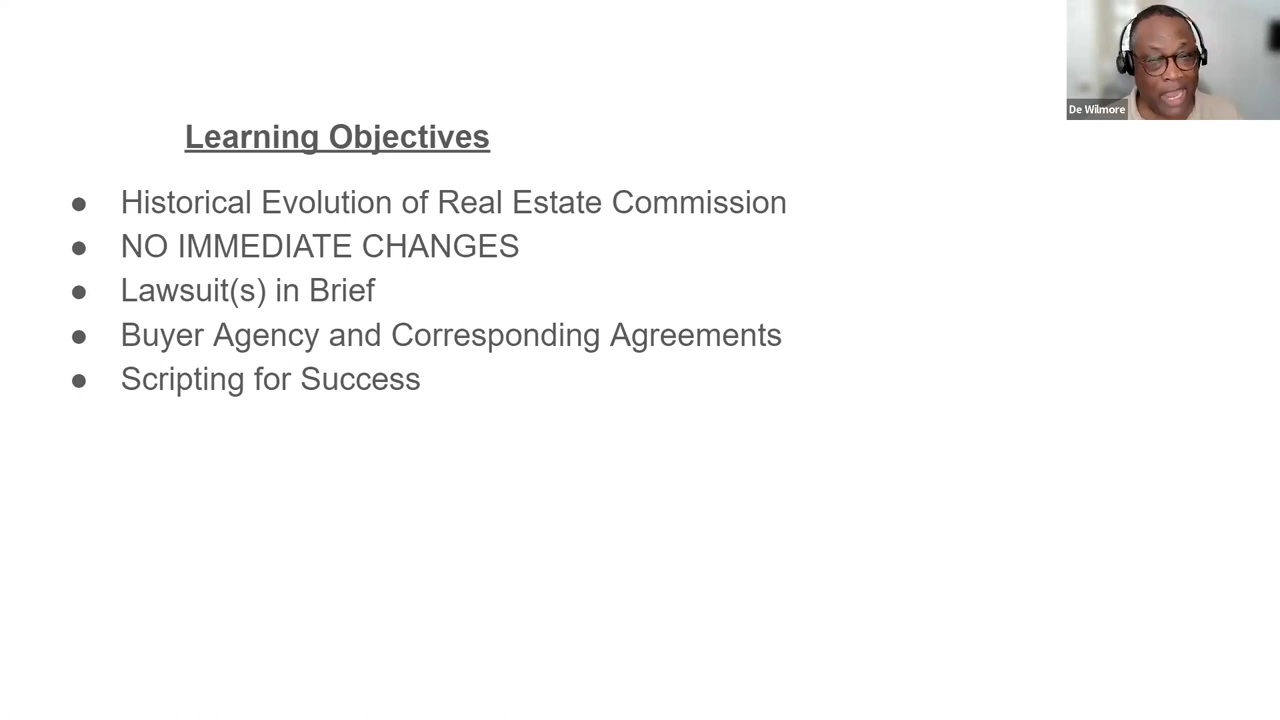 Learning Objectives
● Historical Evolution of Real Estate Commission
● NO IMMEDIATE CHANGES
● Lawsuit(s) in Brief
● Buyer Agency and Corresponding Agreements
● Scripting for Success
De Wilmore